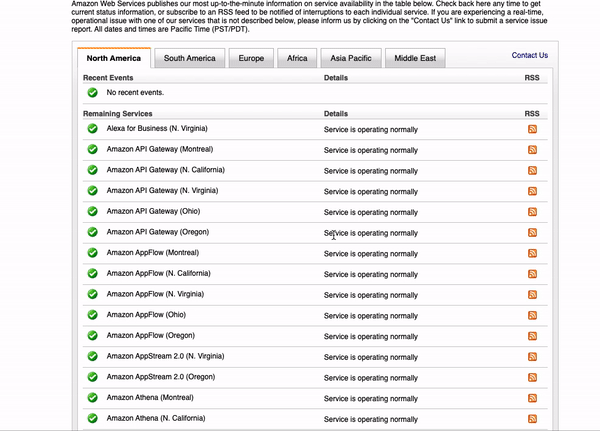 Amazon Web Services publishes our most up-to-the-minute information on service availability in the table below. Check back here any time to get
current status information, or subscribe to an RSS feed to be notified of interruptions to each individual service. If you are experiencing a real-time,
operational issue with one of our services that is not described below, please inform us by clicking on the "Contact Us" link to submit a service issue
report. All dates and times are Pacific Time (PST/PDT).
North America South America Europe Africa Asia Pacific Middle East Contact Us
Recent Events Details RSS
No recent events.
Remaining Services Details RSS
Alexa for Business (N. Virginia) Service is operating normally
Amazon API Gateway (Montreal) Service is operating normally
Amazon API Gateway (N. California) Service is operating normally
Amazon API Gateway (N. Virginia) Service is operating normally
Amazon API Gateway (Ohio) Service is operating normally
Amazon API Gateway (Oregon) Service is operating normally
Amazon AppFlow (Montreal) Service is operating normally
Amazon AppFlow (N. California) Service is operating normally
Amazon AppFlow (N. Virginia) Service is operating normally
Amazon AppFlow (Ohio) Service is operating normally
Amazon AppFlow (Oregon) Service is operating normally
Amazon AppStream 2.0 (N. Virginia) Service is operating normally
Amazon AppStream 2.0 (Oregon) Service is operating normally
Amazon Athena (Montreal) Service is operating normally
Amazon Athena (N. California) Service is operating normally